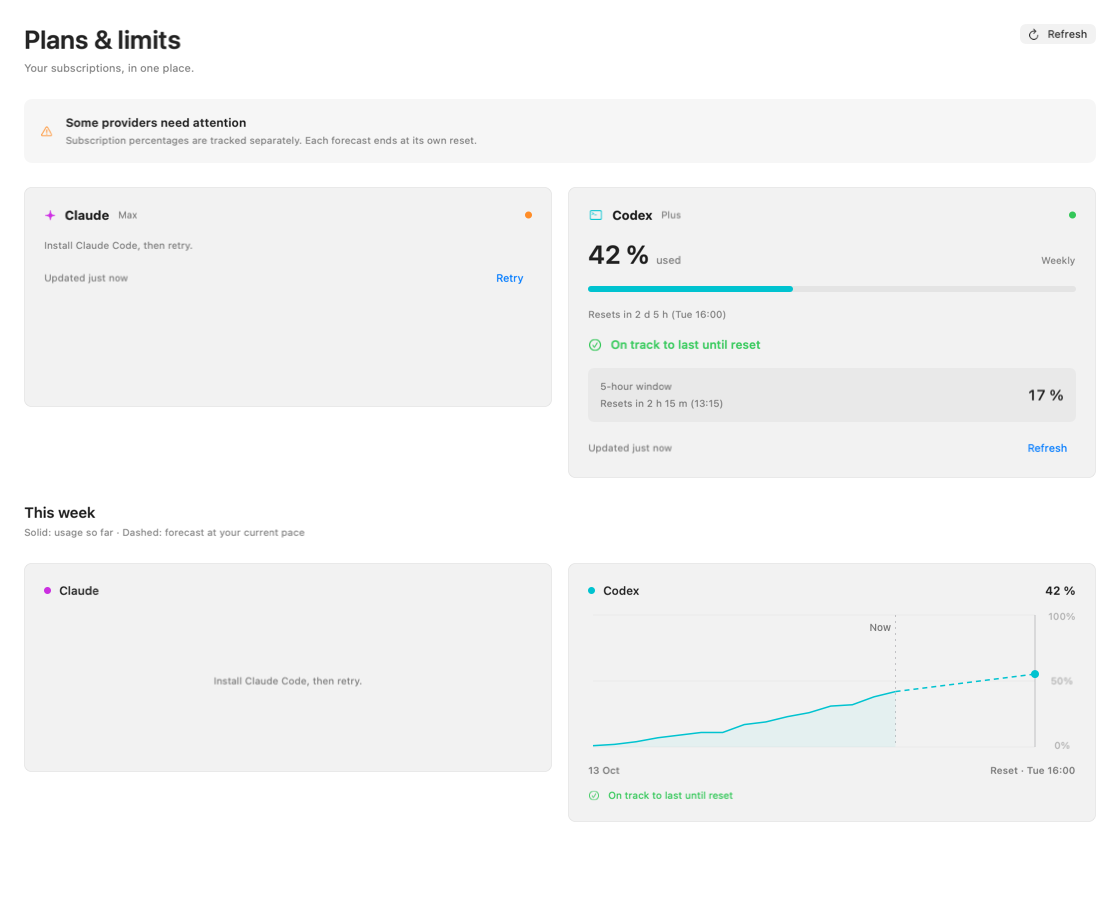 Plans & limits
Refresh
Your subscriptions, in one place.
Some providers need attention
Subscription percentages are tracked separately. Each forecast ends at its own reset.
Claude Max
Install Claude Code, then retry.
Updated just now Retry
Codex Plus
42 % used Weekly
Resets in 2 d 5 h (Tue 16:00)
On track to last until reset
5-hour window
Resets in 2 h 15 m (13:15)
17 %
Updated just now Refresh
This week
Solid: usage so far · Dashed: forecast at your current pace
Claude
Install Claude Code, then retry.
Codex 42 %
100%
Now
50%
0%
13 Oct Reset · Tue 16:00
On track to last until reset